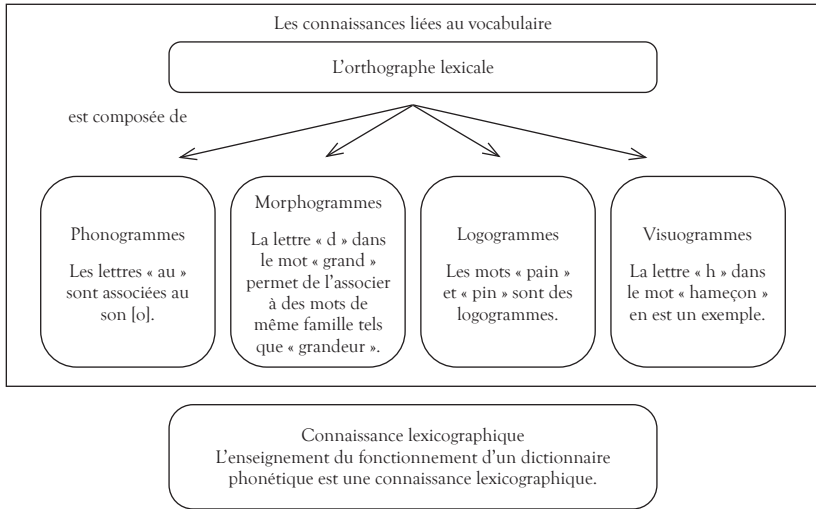 Les connaissances liées au vocabulaire
L'orthographe lexicale
est composée de
Phonogrammes
Les lettres « au »
sont associées au
son [o].
Morphogrammes
La lettre « d » dans
le mot « grand »
permet de l'associer
à des mots de
même famille tels
que « grandeur ».
Logogrammes
Les mots « pain »
et « pin » sont des
logogrammes.
Visuogrammes
La lettre « h » dans
le mot « hameçon »
en est un exemple.
Connaissance lexicographique
L'enseignement du fonctionnement d'un dictionnaire
phonétique est une connaissance lexicographique.